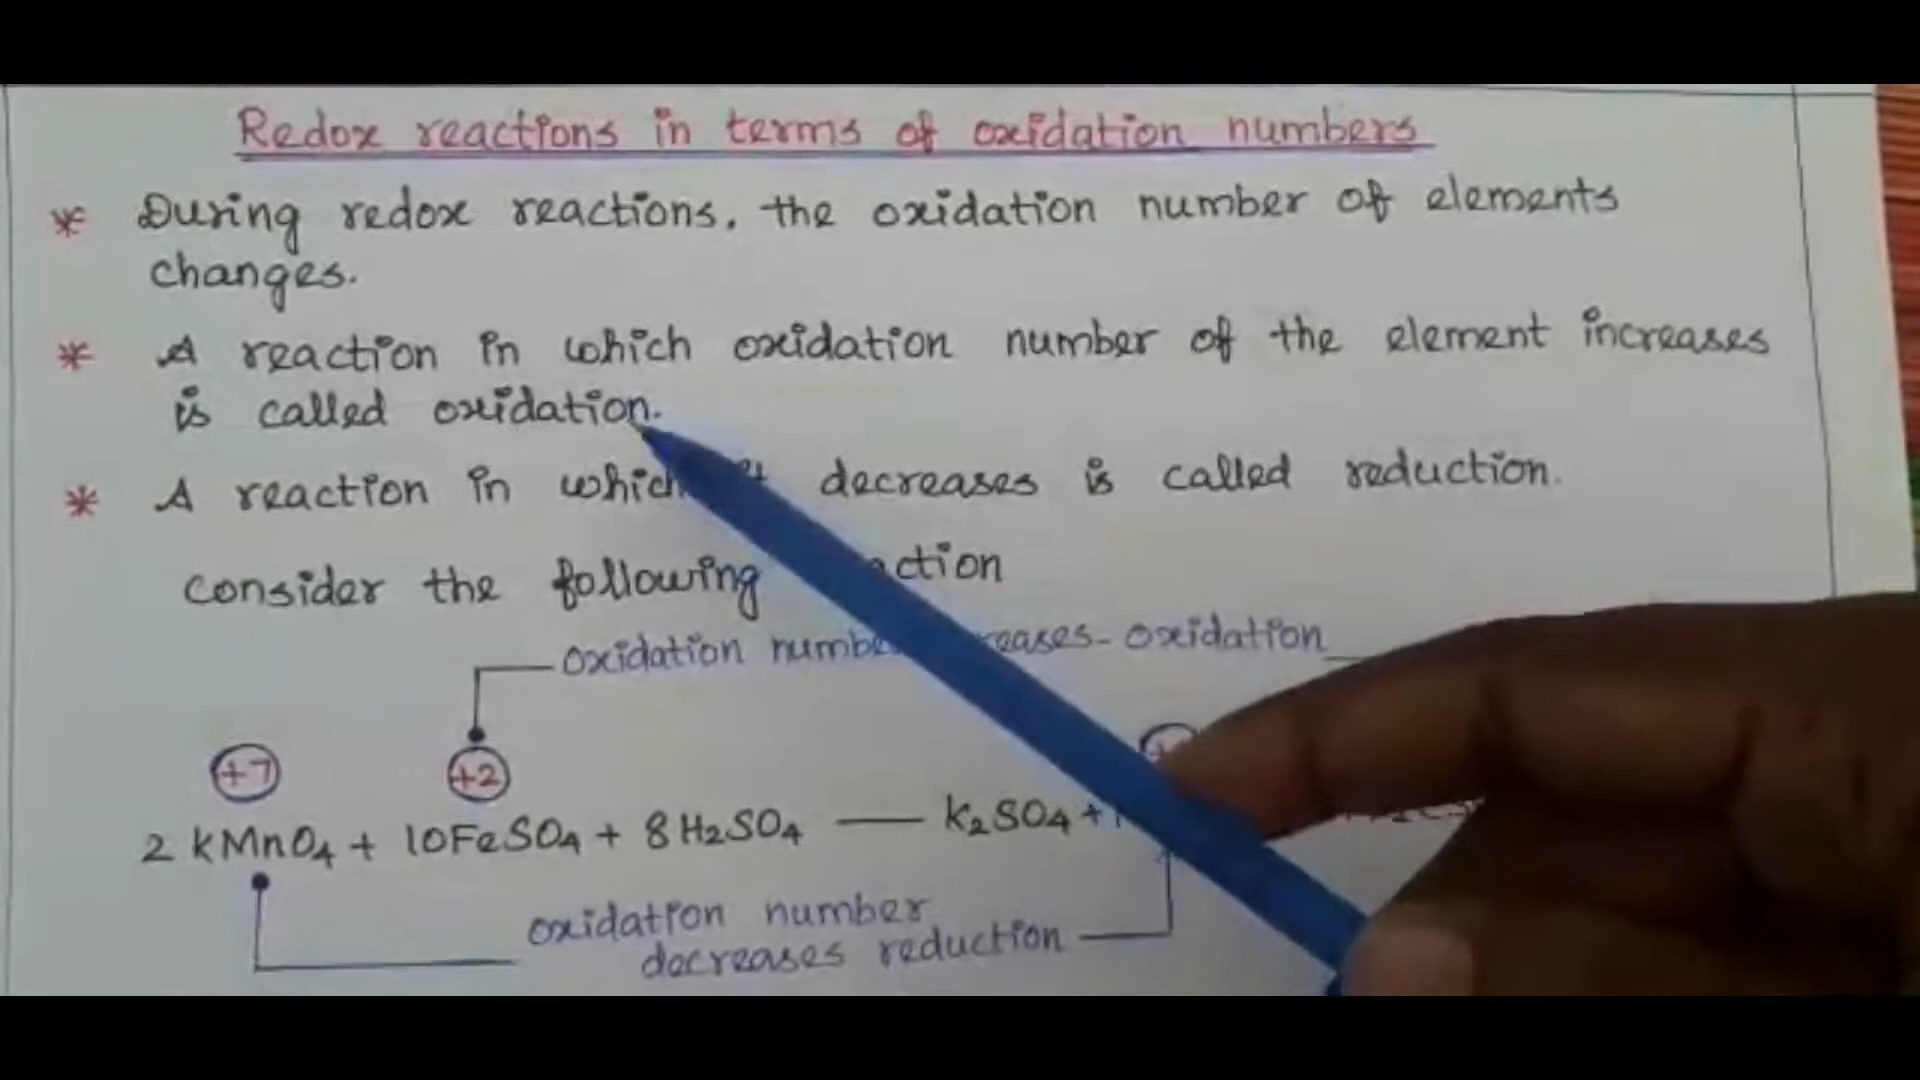 Redox reactions in terms of oxidation numbers
* During redox reactions, the oxidation number of elements
changes.
* A reaction in which oxidation number of the element increases
is called oxidation.
* A reaction in which decreases is called reduction.
Consider the following
oxidation - oxidation
+7 +2
2 KMnO₄ + 10FeSO₄ + 8H₂SO₄ — K₂SO₄ +
oxidation number
decreases reduction